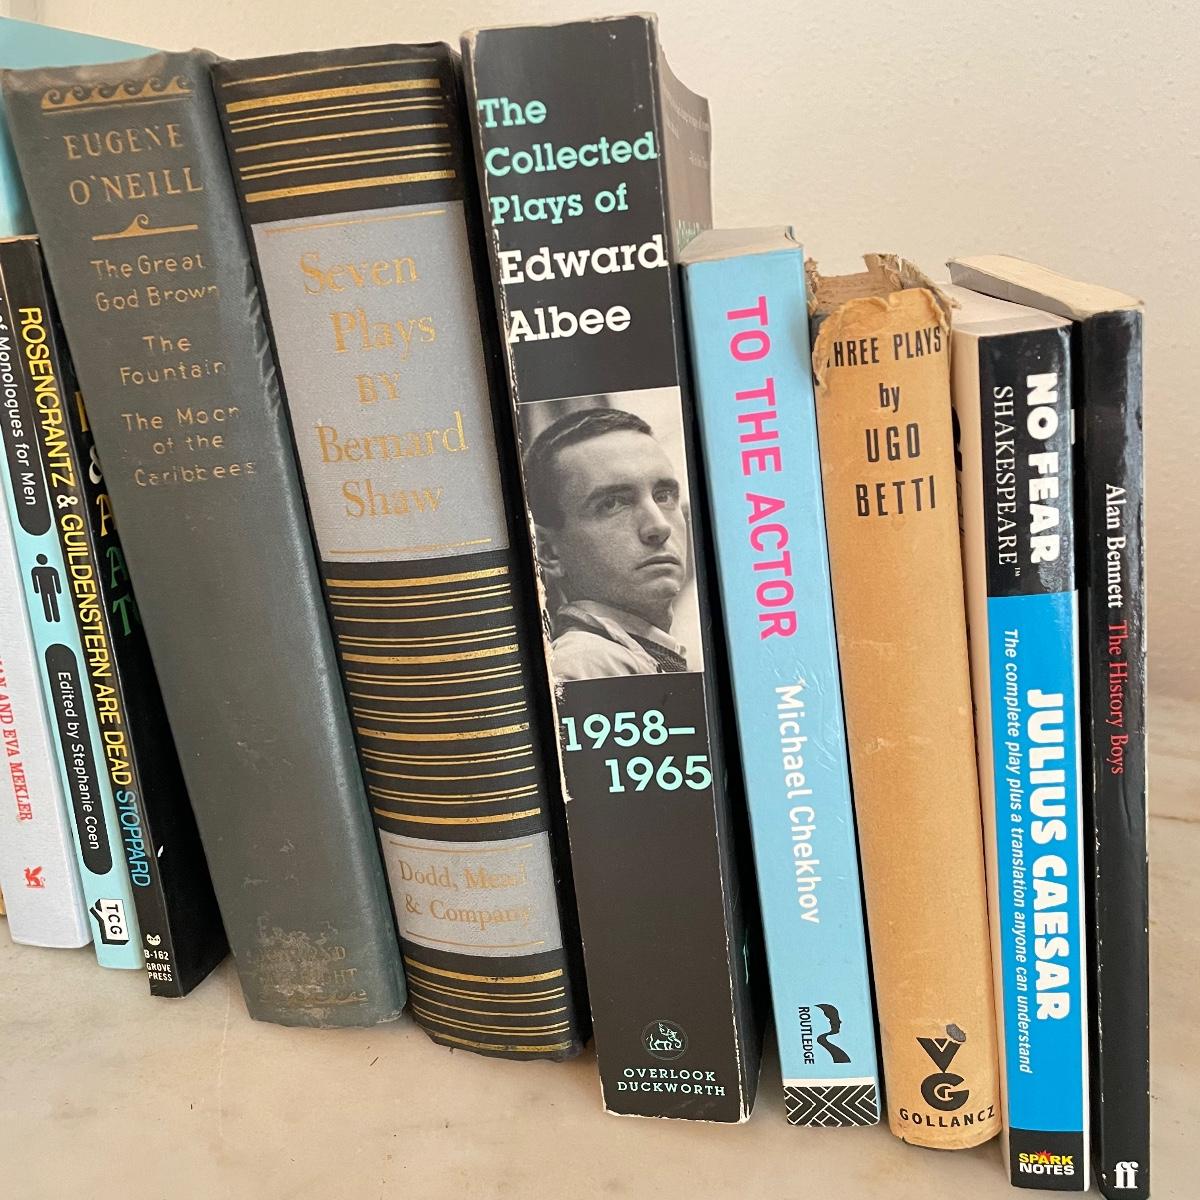 AN AND EVA MEKLER
of Monologues for Men
Edited by Stephanie Coen
TCG
ROSENCRANTZ & GUILDENSTERN ARE DEAD STOPPARD
B-162
GROVE
PRESS
EUGENE
O'NEILL
The Great
God Brown
The
Fountain
The Moon
of the
Caribbees
Seven
Plays
BY
Bernard
Shaw
Dodd, Mead
& Company
The
Collected
Plays of
Edward
Albee
1958–
1965
OVERLOOK
DUCKWORTH
TO THE ACTOR
Michael Chekhov
ROUTLEDGE
HREE PLAYS
by
UGO
BETTI
VG
GOLLANCZ
NO FEAR
SHAKESPEARE™
JULIUS CAESAR
The complete play plus a translation anyone can understand
SPARK
NOTES
Alan Bennett The History Boys
ff